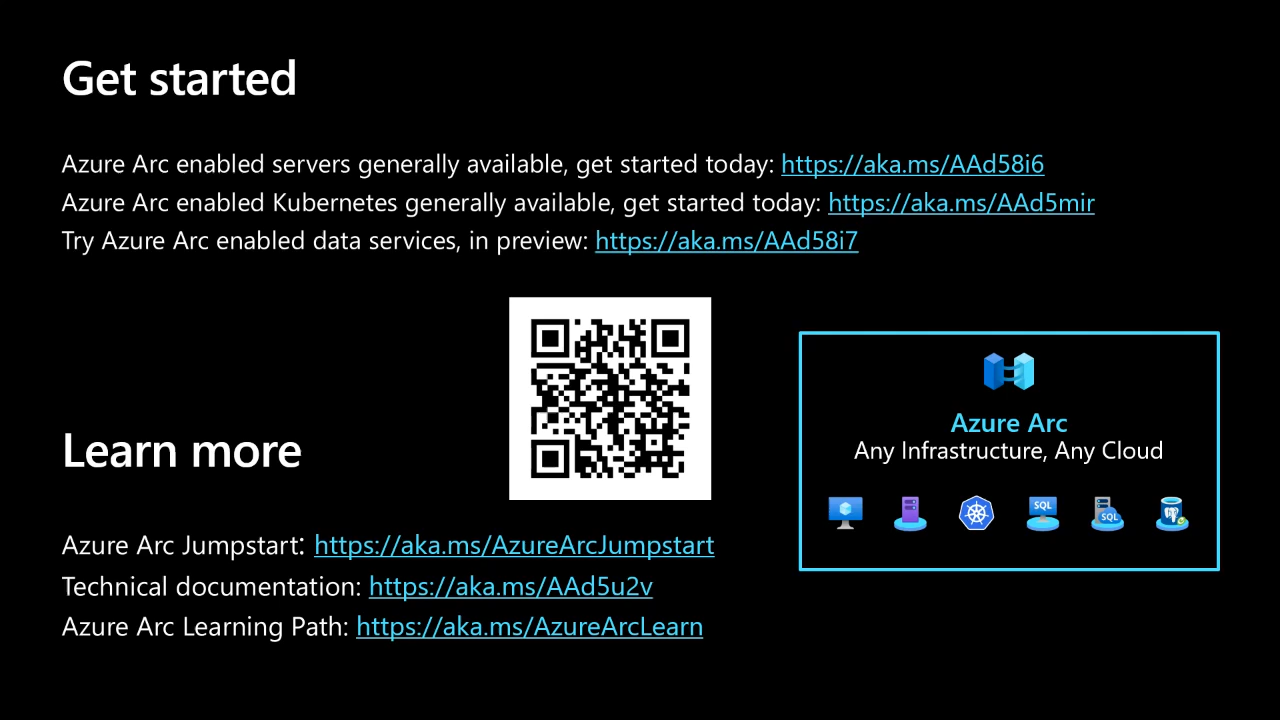 Get started
Azure Arc enabled servers generally available, get started today: https://aka.ms/AAd58i6
Azure Arc enabled Kubernetes generally available, get started today: https://aka.ms/AAd5mir
Try Azure Arc enabled data services, in preview: https://aka.ms/AAd58i7
Azure Arc
Any Infrastructure, Any Cloud
SQL
SQL
Learn more
Azure Arc Jumpstart: https://aka.ms/AzureArcJumpstart
Technical documentation: https://aka.ms/AAd5u2v
Azure Arc Learning Path: https://aka.ms/AzureArcLearn